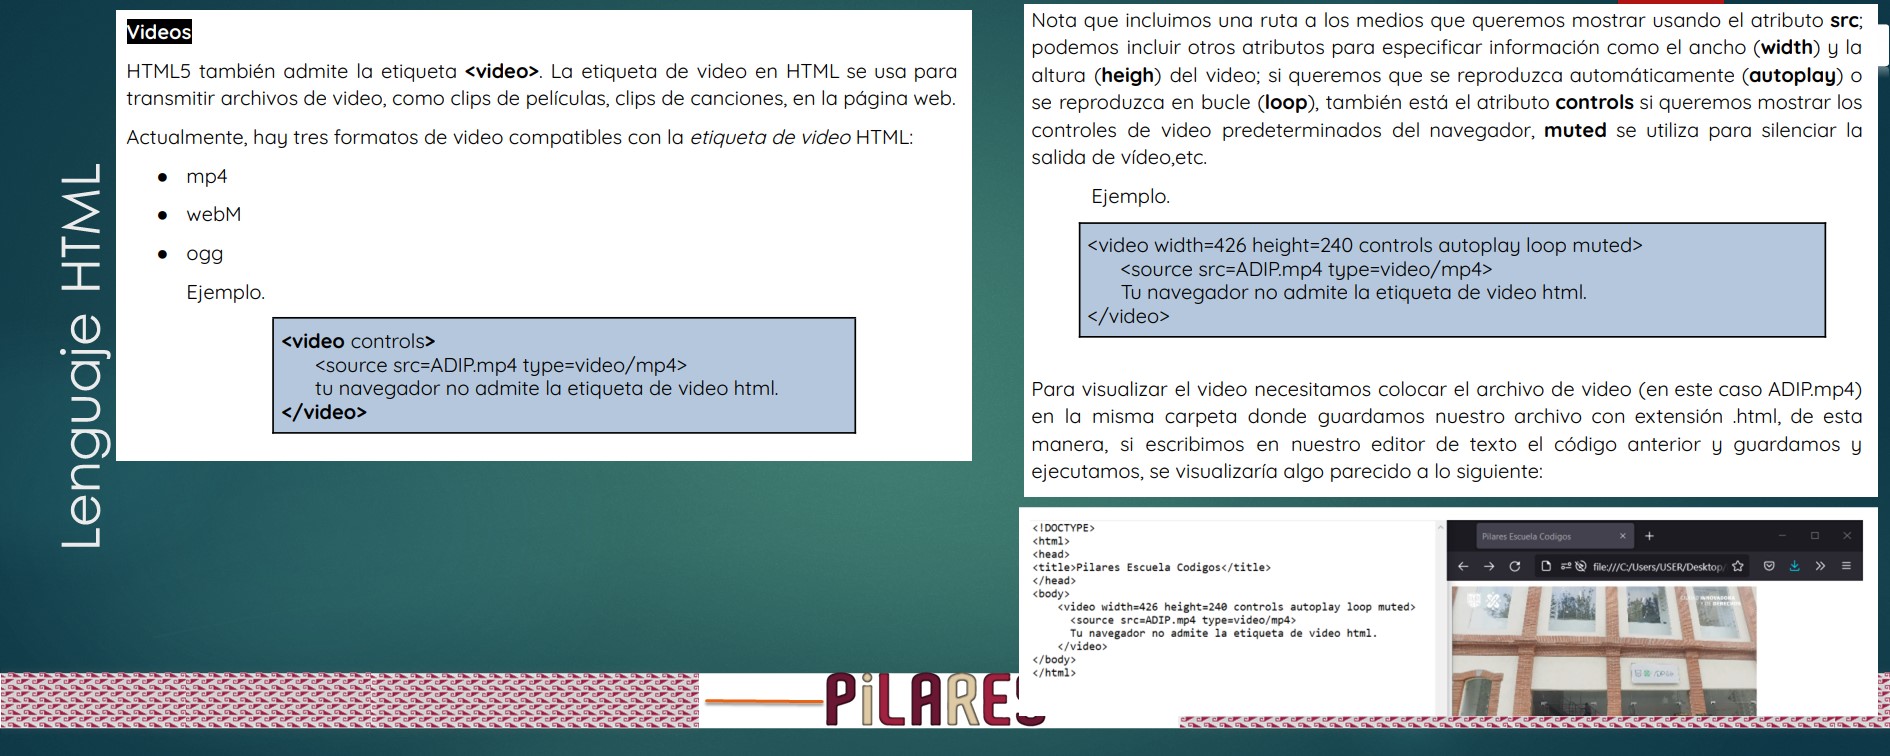 Lenguaje HTML
Videos
HTML5 también admite la etiqueta <video>. La etiqueta de video en HTML se usa para
transmitir archivos de video, como clips de películas, clips de canciones, en la página web.
Actualmente, hay tres formatos de video compatibles con la etiqueta de video HTML:
● mp4
● webM
● ogg
Ejemplo.
<video controls>
<source src=ADIP.mp4 type=video/mp4>
tu navegador no admite la etiqueta de video html.
</video>
Nota que incluimos una ruta a los medios que queremos mostrar usando el atributo src;
podemos incluir otros atributos para especificar información como el ancho (width) y la
altura (heigh) del video; si queremos que se reproduzca automáticamente (autoplay) o
se reproduzca en bucle (loop), también está el atributo controls si queremos mostrar los
controles de video predeterminados del navegador, muted se utiliza para silenciar la
salida de vídeo,etc.
Ejemplo.
<video width=426 height=240 controls autoplay loop muted>
<source src=ADIP.mp4 type=video/mp4>
Tu navegador no admite la etiqueta de video html.
</video>
Para visualizar el video necesitamos colocar el archivo de video (en este caso ADIP.mp4)
en la misma carpeta donde guardamos nuestro archivo con extensión .html, de esta
manera, si escribimos en nuestro editor de texto el código anterior y guardamos y
ejecutamos, se visualizaría algo parecido a lo siguiente:
<!DOCTYPE>
<html>
<head>
<title>Pilares Escuela Codigos</title>
</head>
<body>
<video width=426 height=240 controls autoplay loop muted>
<source src=ADIP.mp4 type=video/mp4>
Tu navegador no admite la etiqueta de video html.
</video>
</body>
</html>
Pilares Escuela Codigos
file:///C:/Users/USER/Desktop/
PiLARES